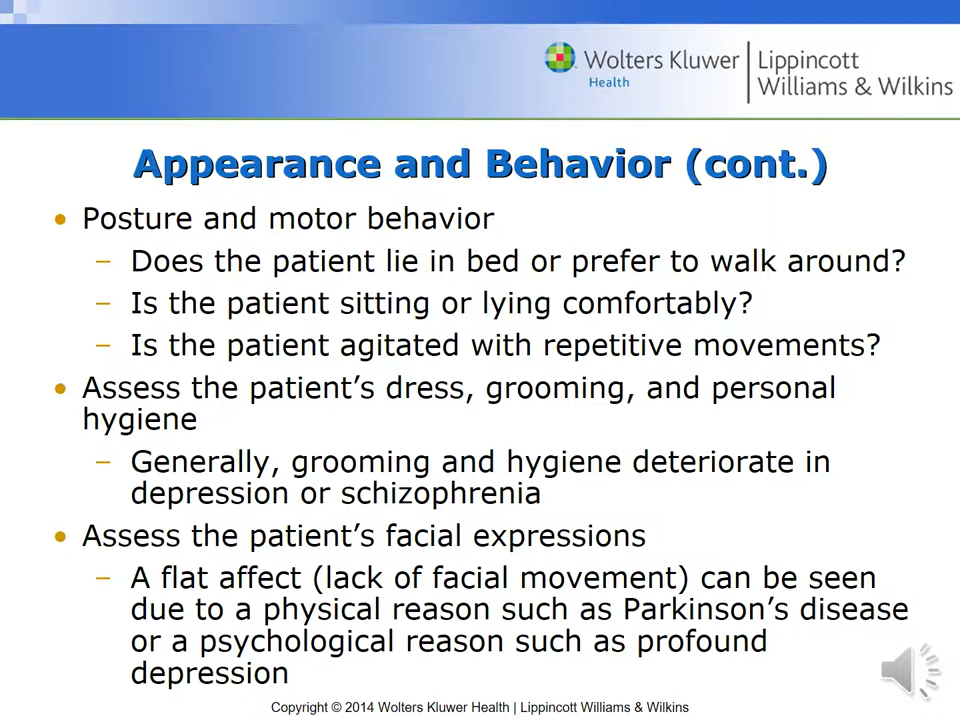 Wolters Kluwer
Health
Lippincott
Williams & Wilkins
Appearance and Behavior (cont.)
• Posture and motor behavior
– Does the patient lie in bed or prefer to walk around?
– Is the patient sitting or lying comfortably?
– Is the patient agitated with repetitive movements?
• Assess the patient’s dress, grooming, and personal
hygiene
– Generally, grooming and hygiene deteriorate in
depression or schizophrenia
• Assess the patient’s facial expressions
– A flat affect (lack of facial movement) can be seen
due to a physical reason such as Parkinson’s disease
or a psychological reason such as profound
depression
Copyright © 2014 Wolters Kluwer Health | Lippincott Williams & Wilkins